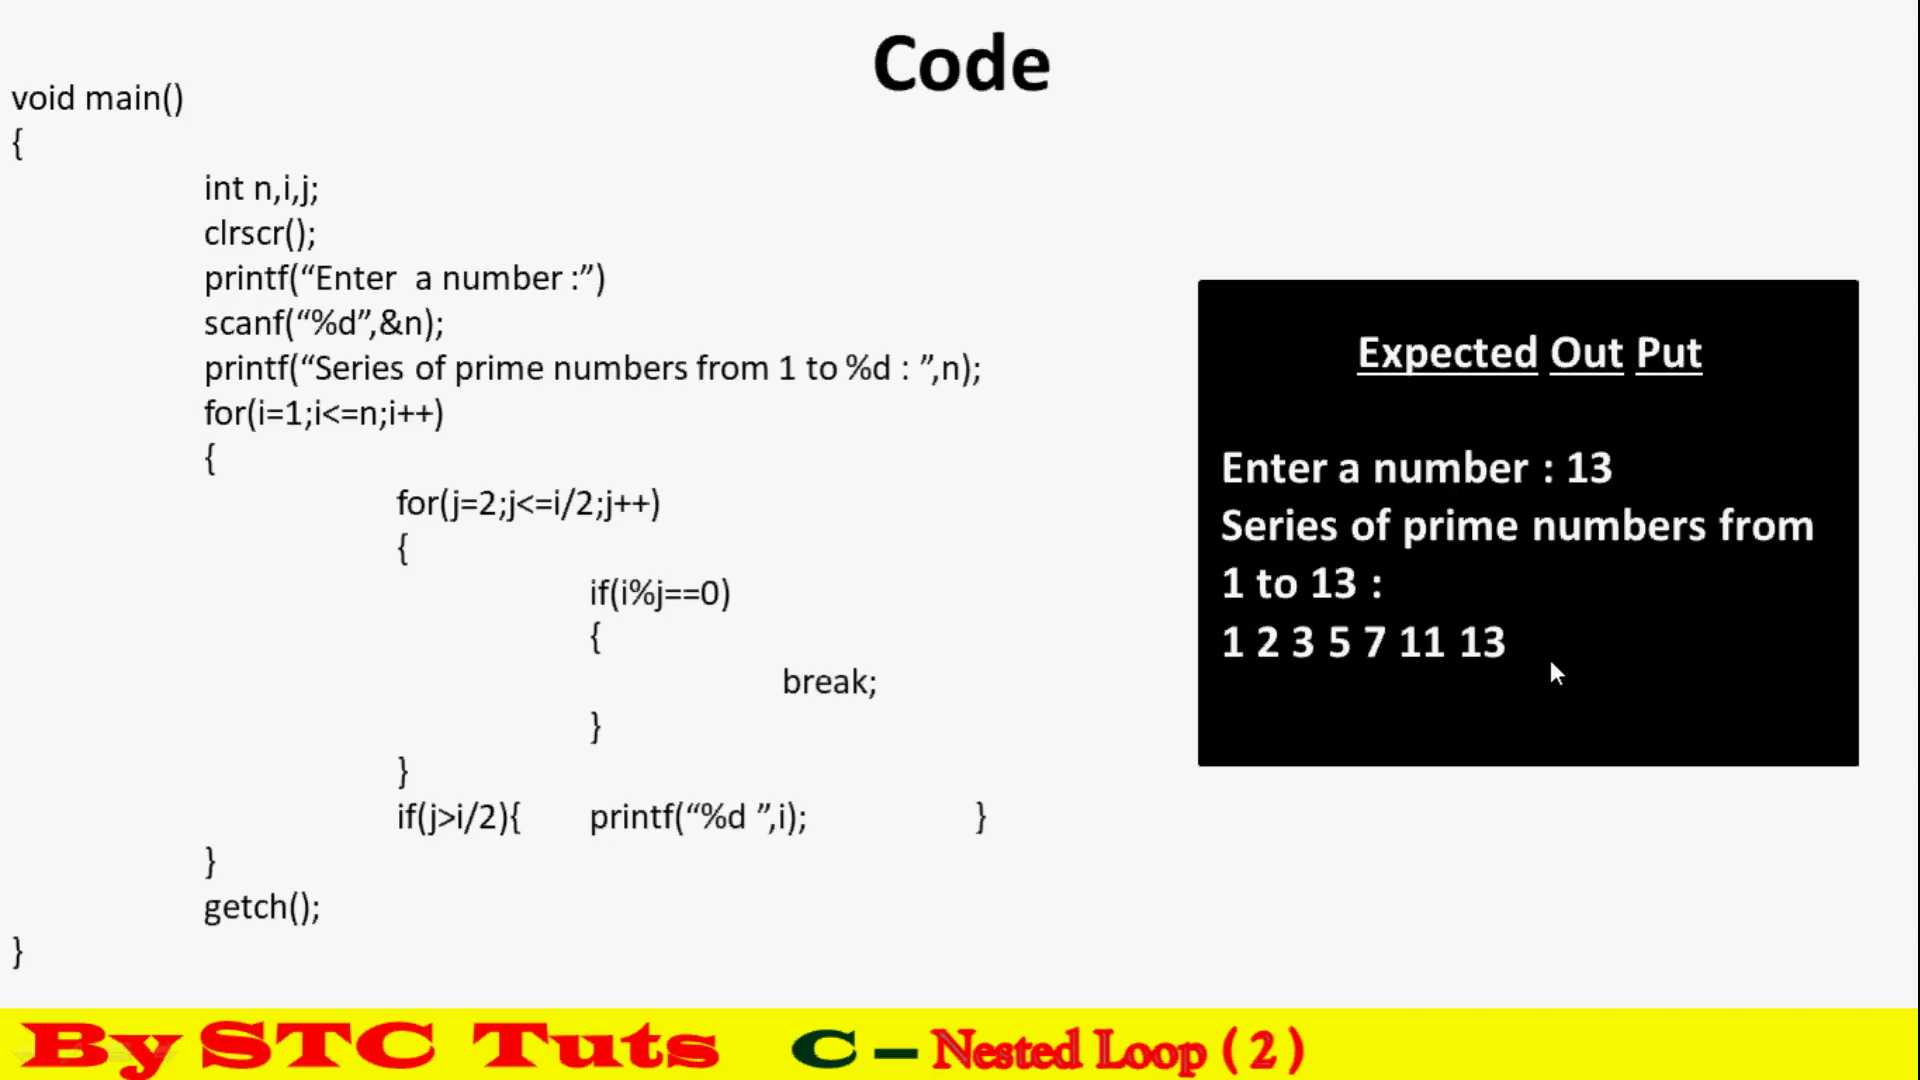 Code
void main()
{
int n,i,j;
clrscr();
printf(“Enter  a number :”)
scanf(“%d”,&n);
printf(“Series of prime numbers from 1 to %d : ”,n);
for(i=1;i<=n;i++)
{
for(j=2;j<=i/2;j++)
{
if(i%j==0)
{
break;
}
}
if(j>i/2){ printf(“%d ”,i); }
}
getch();
}
Expected Out Put
Enter a number : 13
Series of prime numbers from
1 to 13 :
1 2 3 5 7 11 13
By STC Tuts C – Nested Loop ( 2 )